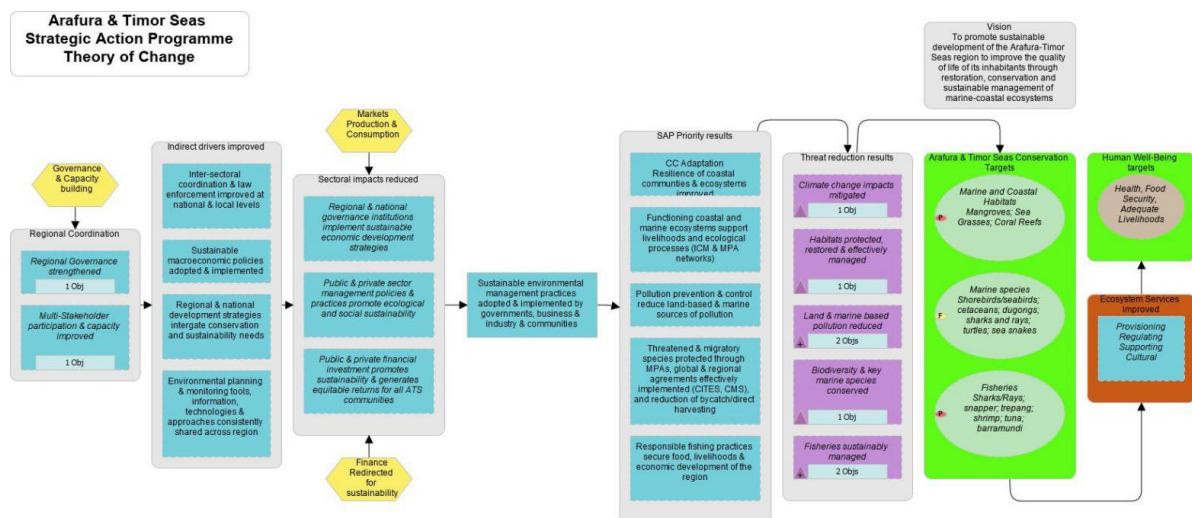 Arafura & Timor Seas
Strategic Action Programme
Theory of Change
Vision
To promote sustainable
development of the Arafura-Timor
Seas region to improve the quality
of life of its inhabitants through
restoration, conservation and
sustainable management of
marine-coastal ecosystems
Governance
& Capacity
building
Regional Coordination
Regional Governance
strengthened
1 Obj
Multi-Stakeholder
participation & capacity
improved
1 Obj
Indirect drivers improved
Inter-sectoral
coordination & law
enforcement improved at
national & local levels
Sustainable
macroeconomic policies
adopted & implemented
Regional & national
development strategies
intergate conservation
and sustainability needs
Environmental planning
& monitoring tools,
information,
technologies &
approaches consistently
shared across region
Markets
Production &
Consumption
Sectoral impacts reduced
Regional & national
governance institutions
implement sustainable
economic development
strategies
Public & private sector
management policies &
practices promote ecological
and social sustainability
Public & private financial
investment promotes
sustainability & generates
equitable returns for all ATS
communities
Finance
Redirected
for
sustainability
Sustainable environmental
management practices
adopted & implemented by
governments, business &
industry & communities
SAP Priority results
CC Adaptation
Resilience of coastal
communities & ecosystems
improved
Functioning coastal and
marine ecosystems support
livelihoods and ecological
processes (ICM & MPA
networks)
Pollution prevention & control
reduce land-based & marine
sources of pollution
Threatened & migratory
species protected through
MPAs, global & regional
agreements effectively
implemented (CITES, CMS),
and reduction of bycatch/direct
harvesting
Responsible fishing practices
secure food, livelihoods &
economic development of the
region
Threat reduction results
Climate change impacts
mitigated
1 Obj
Habitats protected,
restored & effectively
managed
1 Obj
Land & marine based
pollution reduced
2 Objs
Biodiversity & key
marine species
conserved
1 Obj
Fisheries sustainably
managed
2 Objs
Arafura & Timor Seas Conservation
Targets
Marine and Coastal
Habitats
Mangroves; Sea
Grasses; Coral Reefs
P
Marine species
Shorebirds/seabirds;
cetaceans; dugongs;
sharks and rays;
turtles; sea snakes
F
Fisheries
Sharks/Rays;
snapper; trepang;
shrimp; tuna;
barramundi
P
Human Well-Being
targets
Health, Food
Security,
Adequate
Livelihoods
Ecosystem Services
improved
Provisioning
Regulating
Supporting
Cultural